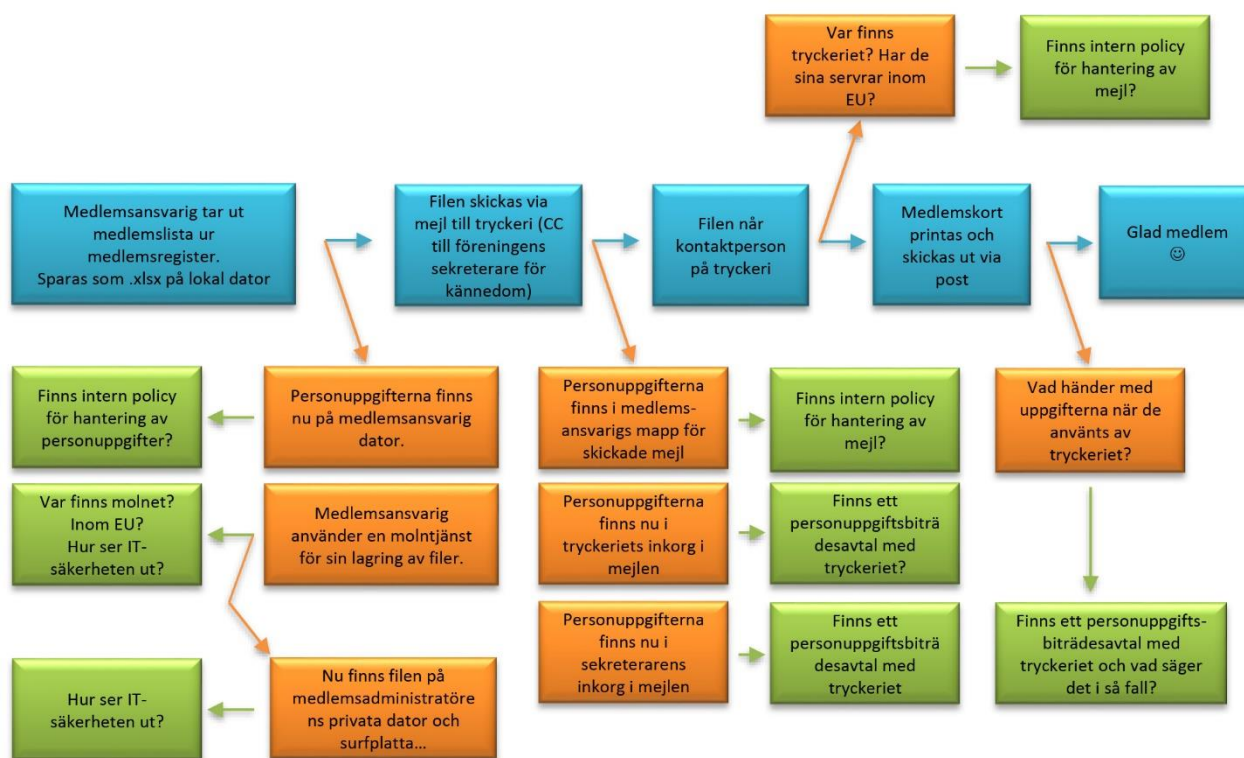 Var finns
tryckeriet? Har de
sina servrar inom
EU?
Finns intern policy
för hantering av
mejl?
Medlemsansvarig tar ut
medlemslista ur
medlemsregister.
Sparas som .xlsx på lokal dator
Filen skickas via
mejl till tryckeri (CC
till föreningens
sekreterare för
kännedom)
Filen når
kontaktperson
på tryckeri
Medlemskort
printas och
skickas ut via
post
Glad medlem
☺
Finns intern policy
för hantering av
personuppgifter?
Personuppgifterna finns
nu på medlemsansvarig
dator.
Personuppgifterna
finns i medlems-
ansvarigs mapp för
skickade mejl
Finns intern policy
för hantering av
mejl?
Vad händer med
uppgifterna när de
använts av
tryckeriet?
Var finns molnet?
Inom EU?
Hur ser IT-
säkerheten ut?
Medlemsansvarig
använder en molntjänst
för sin lagring av filer.
Personuppgifterna
finns nu i
tryckeriets inkorg i
mejlen
Finns ett
personuppgiftsbiträ
desavtal med
tryckeriet?
Hur ser IT-
säkerheten ut?
Nu finns filen på
medlemsadministratöre
ns privata dator och
surfplatta…
Personuppgifterna
finns nu i
sekreterarens
inkorg i mejlen
Finns ett
personuppgiftsbiträ
desavtal med
tryckeriet
Finns ett personuppgifts-
biträdesavtal med
tryckeriet och vad säger
det i så fall?